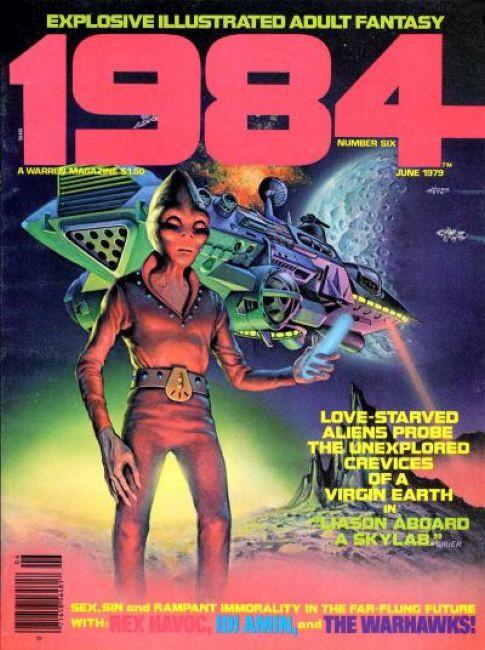 EXPLOSIVE ILLUSTRATED ADULT FANTASY
1984
NUMBER SIX
A WARREN MAGAZINE $1.50
JUNE 1979
TM
LOVE-STARVED
ALIENS PROBE
THE UNEXPLORED
CREVICES
OF A
VIRGIN EARTH
IN
"LIASON ABOARD
A SKYLAB."
06
SEX, SIN and RAMPANT IMMORALITY IN THE FAR-FLUNG FUTURE
WITH: REX HAVOC, IDI AMIN, and THE WARHAWKS!